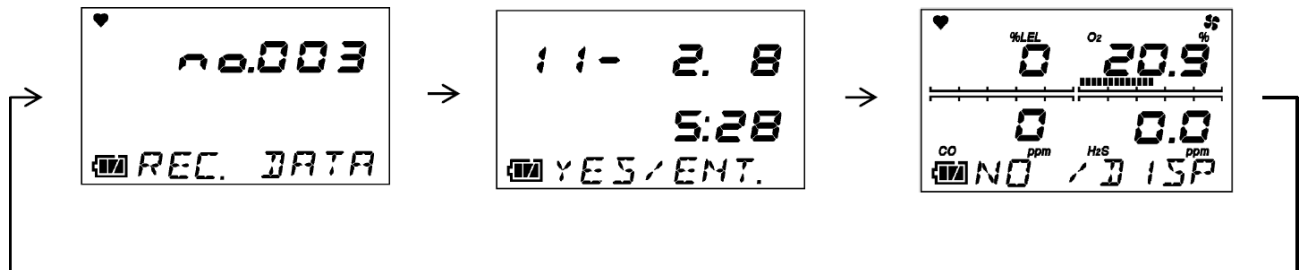 no.003
REC. DATA
11- 2. 8
5:28
YES/ENT.
%LEL O2 %
0 20.9
0 0.0
CO ppm H2S ppm
NO /DISP